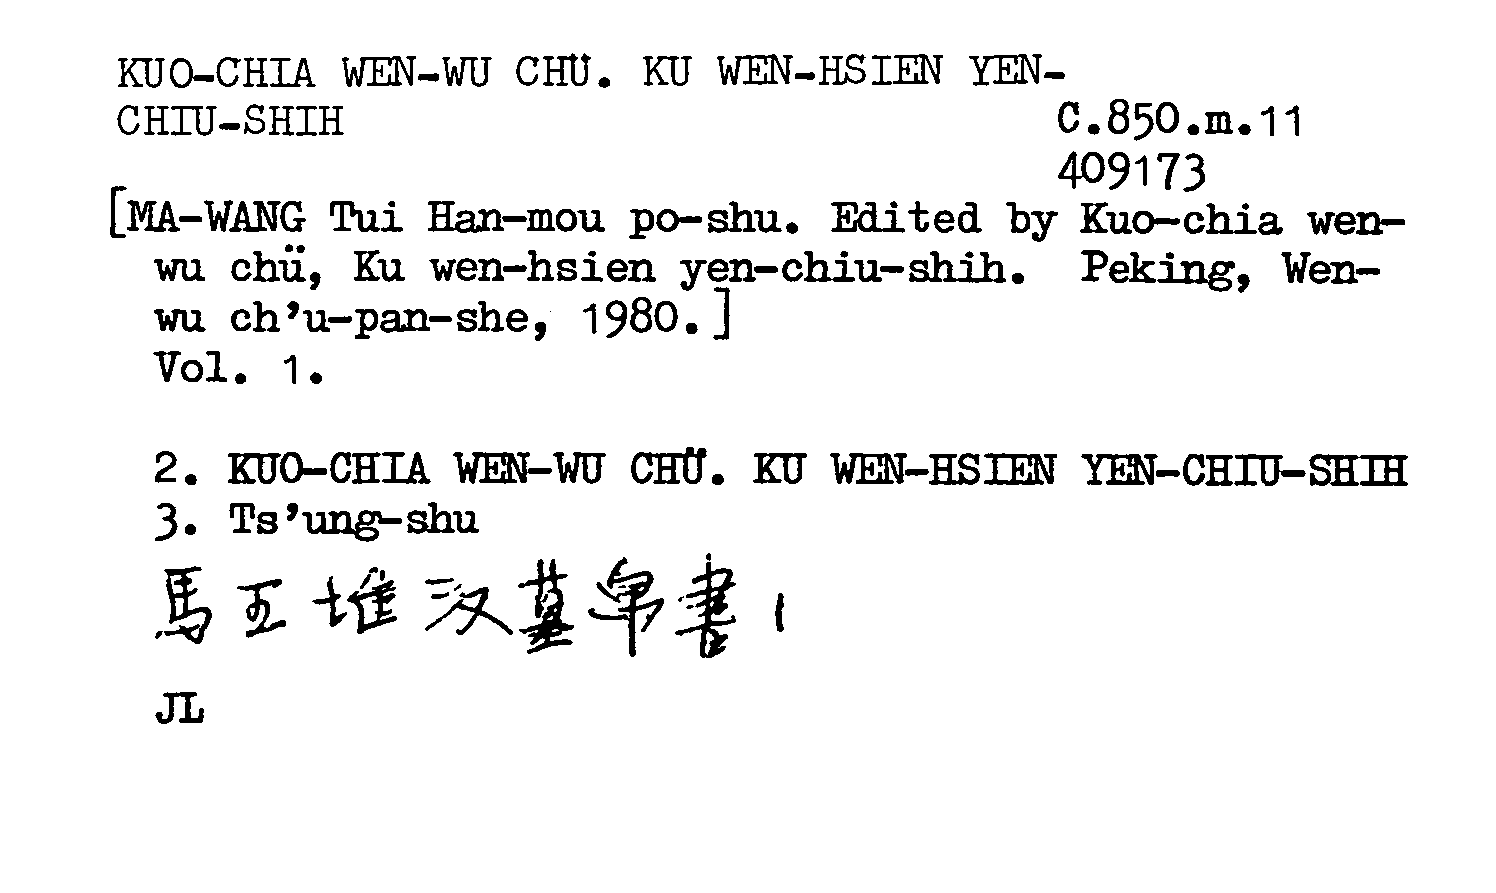 KUO-CHIA WEN-WU CHÜ. KU WEN-HSIEN YEN-
CHIU-SHIH
C.850.m.11
409173
[MA-WANG Tui Han-mou po-shu. Edited by Kuo-chia wen-
wu chü, Ku wen-hsien yen-chiu-shih. Peking, Wen-
wu ch'u-pan-she, 1980.]
Vol. 1.
2. KUO-CHIA WEN-WU CHÜ. KU WEN-HSIEN YEN-CHIU-SHIH
3. Ts'ung-shu
馬王堆汉墓帛書 1
JL